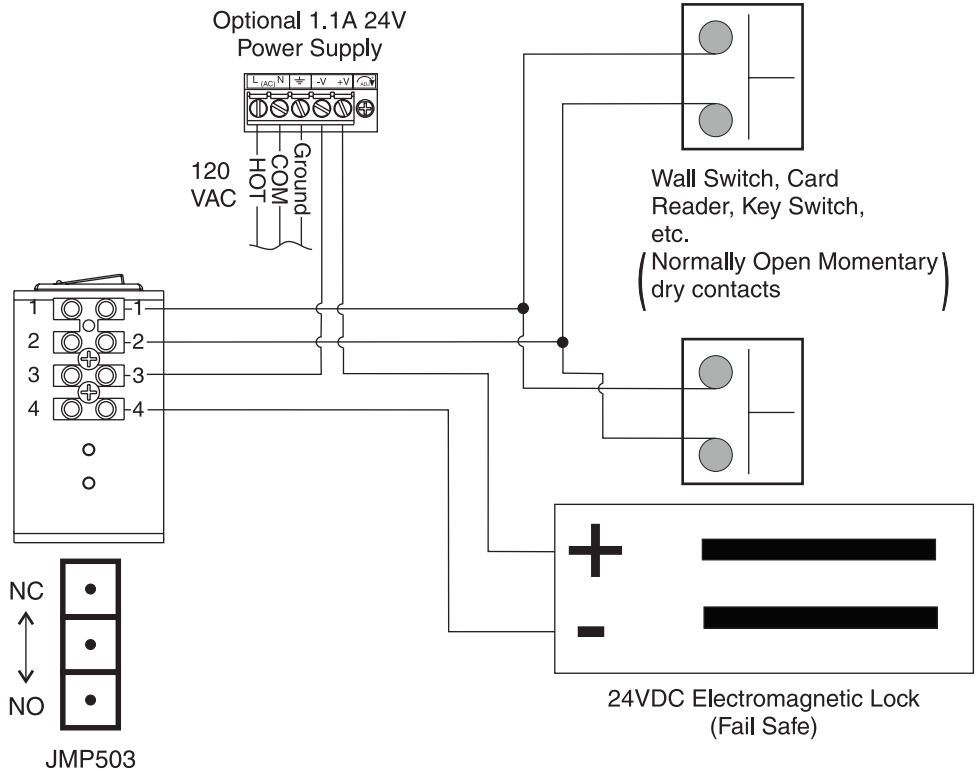 Optional 1.1A 24V
Power Supply
L (AC) N -V +V ADJ
120
VAC
HOT
COM
Ground
Wall Switch, Card
Reader, Key Switch,
etc.
(Normally Open Momentary
dry contacts)
1 1
2 2
3 3
4 4
+
-
24VDC Electromagnetic Lock
(Fail Safe)
NC
NO
JMP503